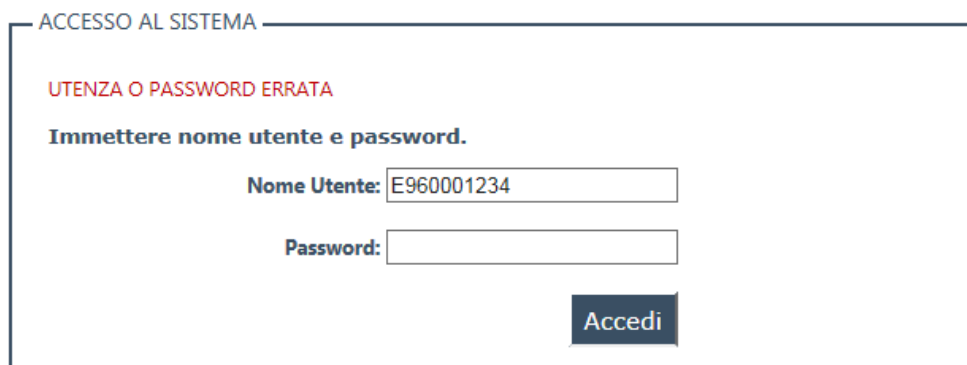 ACCESSO AL SISTEMA
UTENZA O PASSWORD ERRATA
Immettere nome utente e password.
Nome Utente: E960001234
Password:
Accedi